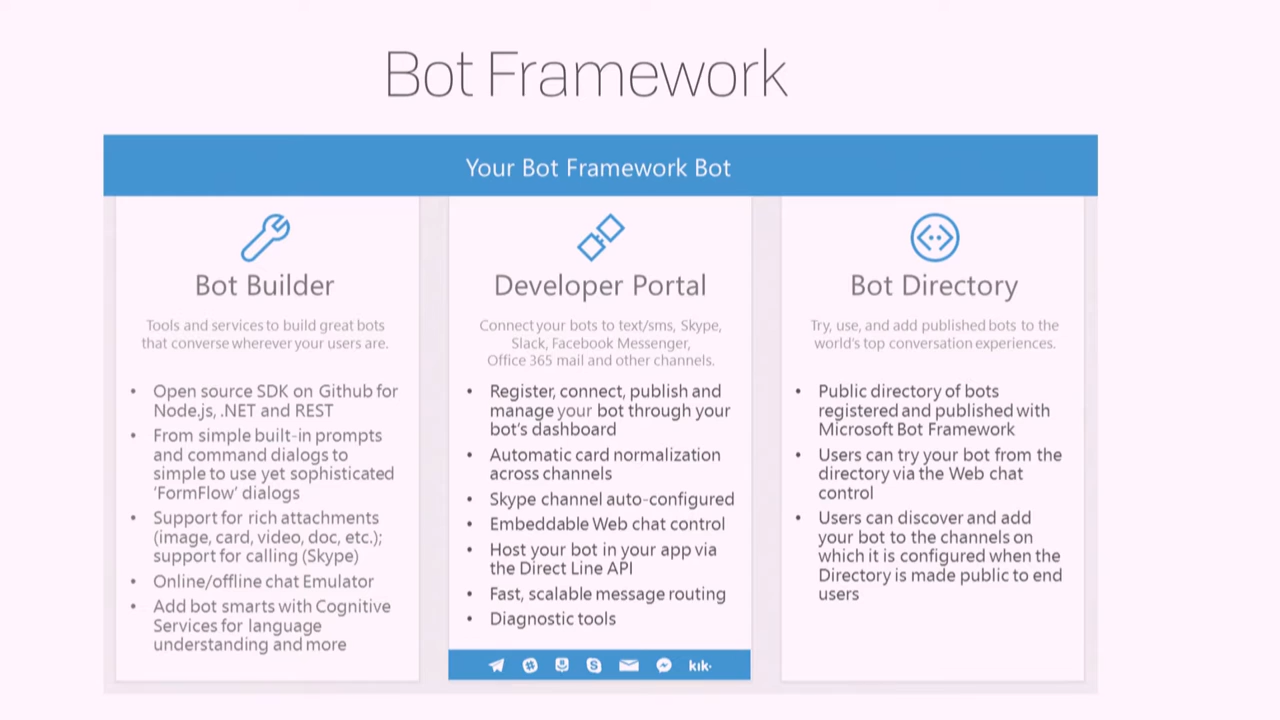 Bot Framework
Your Bot Framework Bot
Bot Builder
Tools and services to build great bots
that converse wherever your users are.
• Open source SDK on Github for
Node.js, .NET and REST
• From simple built-in prompts
and command dialogs to
simple to use yet sophisticated
'FormFlow' dialogs
• Support for rich attachments
(image, card, video, doc, etc.);
support for calling (Skype)
• Online/offline chat Emulator
• Add bot smarts with Cognitive
Services for language
understanding and more
Developer Portal
Connect your bots to text/sms, Skype,
Slack, Facebook Messenger,
Office 365 mail and other channels.
• Register, connect, publish and
manage your bot through your
bot's dashboard
• Automatic card normalization
across channels
• Skype channel auto-configured
• Embeddable Web chat control
• Host your bot in your app via
the Direct Line API
• Fast, scalable message routing
• Diagnostic tools
kik·
Bot Directory
Try, use, and add published bots to the
world's top conversation experiences.
• Public directory of bots
registered and published with
Microsoft Bot Framework
• Users can try your bot from the
directory via the Web chat
control
• Users can discover and add
your bot to the channels on
which it is configured when the
Directory is made public to end
users